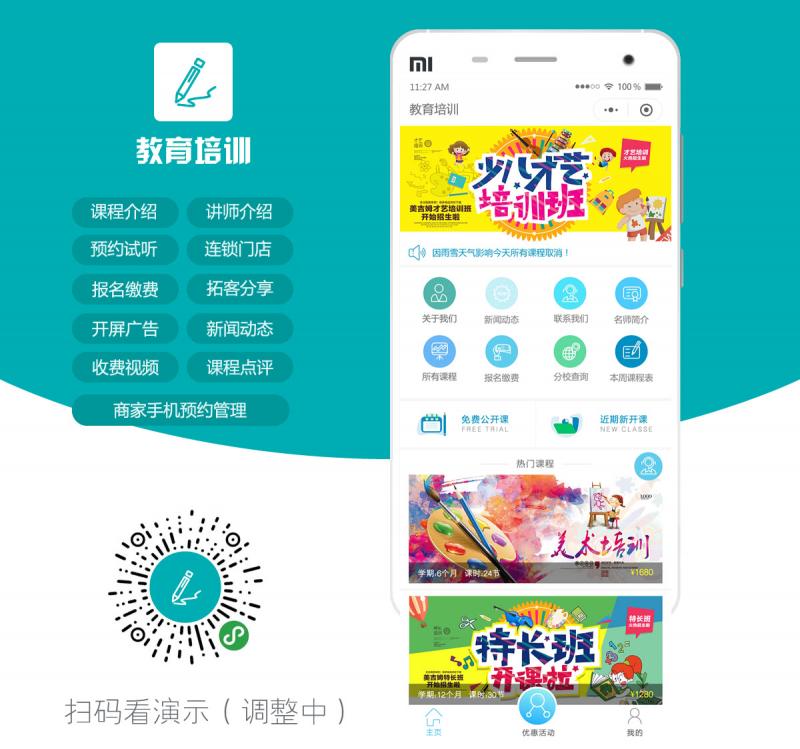 教育培训
课程介绍
讲师介绍
预约试听
连锁门店
报名缴费
拓客分享
开屏广告
新闻动态
收费视频
课程点评
商家手机预约管理
扫码看演示（调整中）
11:27 AM
100%
教育培训
少儿才艺
培训班
美吉姆才艺培训班
开始招生啦
才艺培训
火热招生啦
因雨雪天气影响今天所有课程取消！
关于我们
新闻动态
联系我们
名师简介
所有课程
报名缴费
分校查询
本周课程表
免费公开课
FREE TRIAL
近期新开课
NEW CLASSE
热门课程
美术培训
学期:6个月 课时:24节
¥1680
特长班
开课啦
美吉姆特长班
开始招生啦
特长班
学期:12个月 课时:30节
¥1280
主页
优惠活动
我的